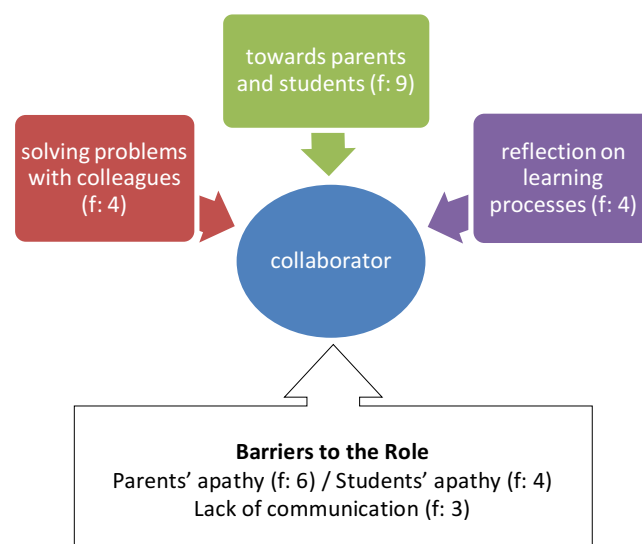 towards parents
and students (f: 9)
solving problems
with colleagues
(f: 4)
reflection on
learning
processes (f: 4)
collaborator
Barriers to the Role
Parents’ apathy (f: 6) / Students’ apathy (f: 4)
Lack of communication (f: 3)